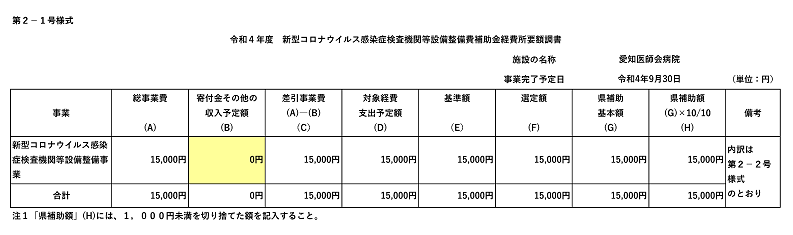 第２－１号様式
令和４年度　新型コロナウイルス感染症検査機関等設備整備費補助金経費所要額調書
施設の名称　愛知医師会病院
事業完了予定日　令和4年9月30日　（単位：円）
事業　総事業費　寄付金その他の　差引事業費　対象経費　基準額　選定額　県補助　県補助額　備考
収入予定額　(A)－(B)　支出予定額　基本額　(G)×10/10
(A)　(B)　(C)　(D)　(E)　(F)　(G)　(H)
新型コロナウイルス感染　内訳は
症検査機関等設備整備事　15,000円　0円　15,000円　15,000円　15,000円　15,000円　15,000円　15,000円　第２－２号
業　様式
合計　15,000円　0円　15,000円　15,000円　15,000円　15,000円　15,000円　15,000円　のとおり
注１「県補助額」(H)には、１，０００円未満を切り捨てた額を記入すること。